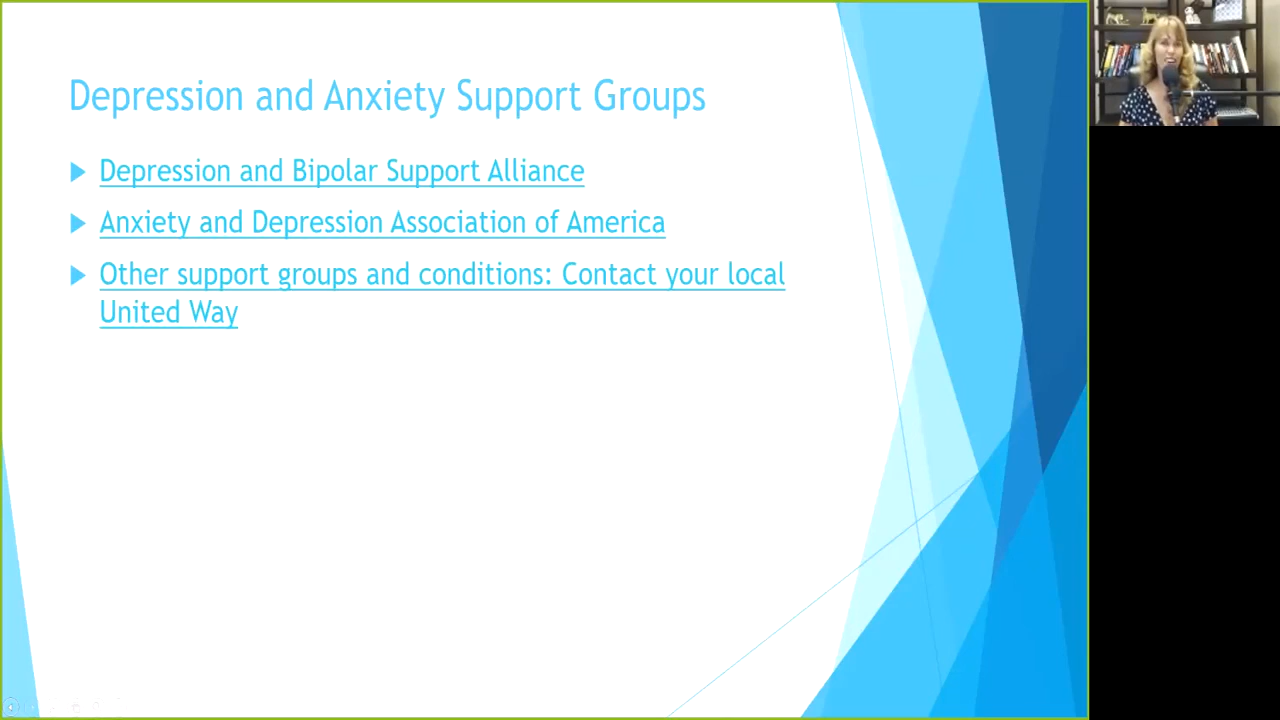 Depression and Anxiety Support Groups
Depression and Bipolar Support Alliance
Anxiety and Depression Association of America
Other support groups and conditions: Contact your local
United Way